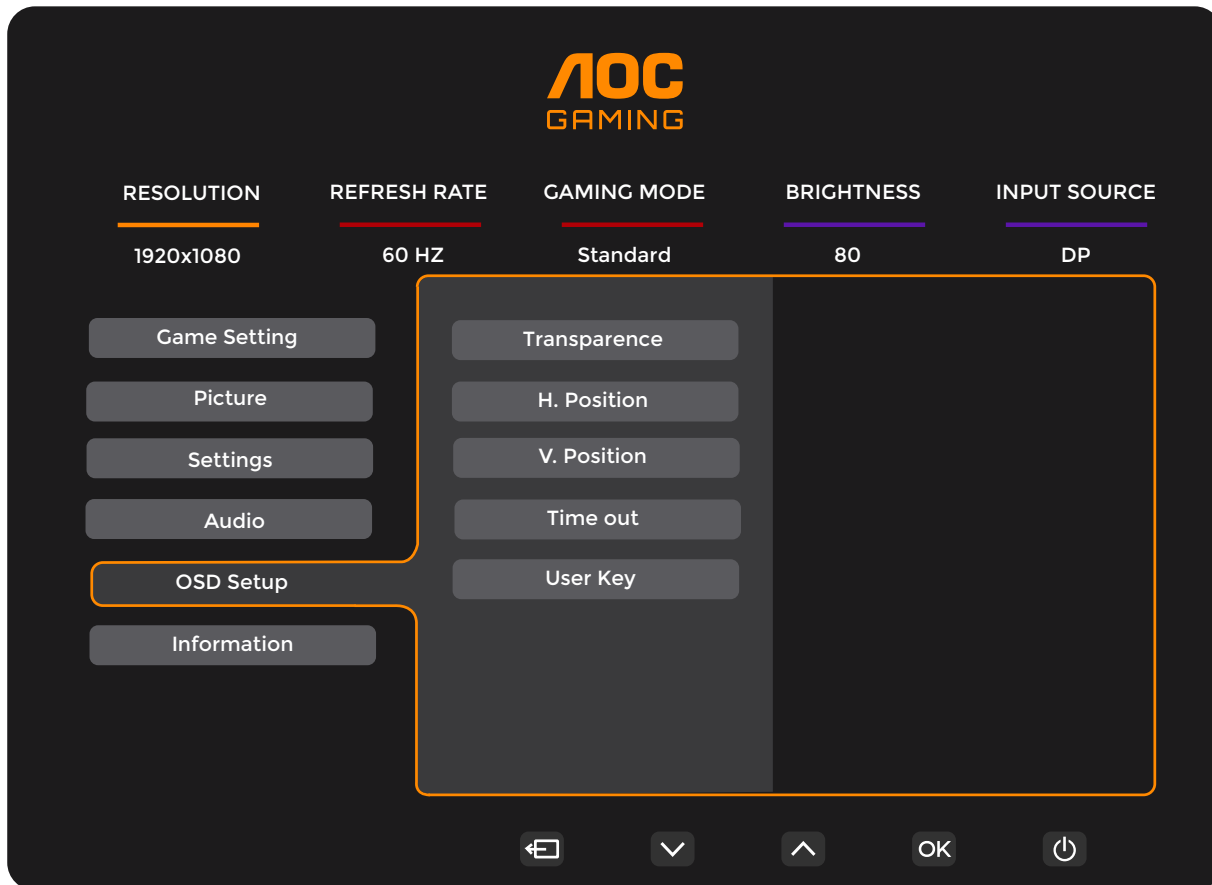 AOC
GAMING
RESOLUTION REFRESH RATE GAMING MODE BRIGHTNESS INPUT SOURCE
1920x1080 60 HZ Standard 80 DP
Game Setting
Picture
Settings
Audio
OSD Setup
Information
Transparence
H. Position
V. Position
Time out
User Key
OK